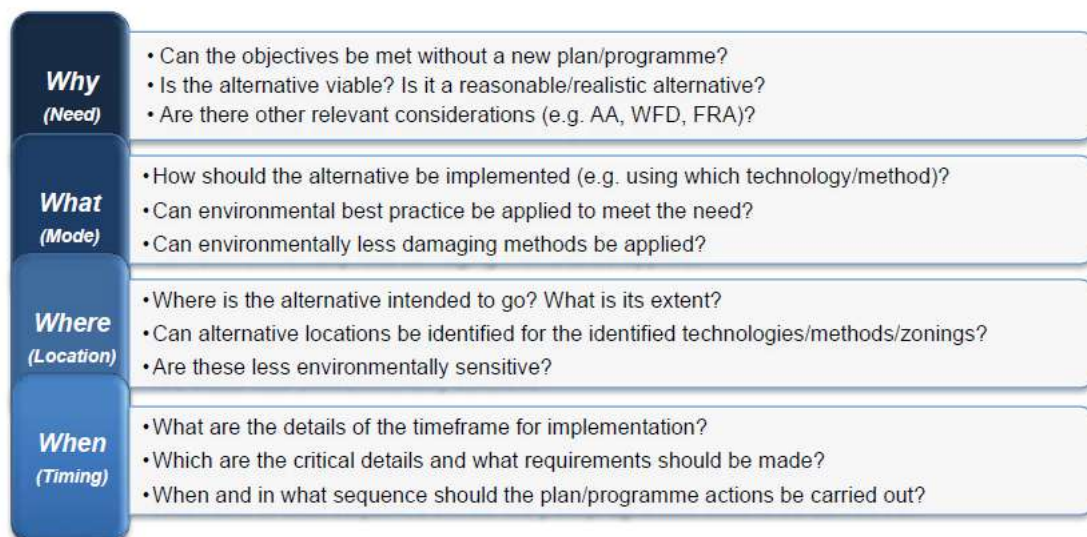 Why
(Need)
• Can the objectives be met without a new plan/programme?
• Is the alternative viable? Is it a reasonable/realistic alternative?
• Are there other relevant considerations (e.g. AA, WFD, FRA)?
What
(Mode)
• How should the alternative be implemented (e.g. using which technology/method)?
• Can environmental best practice be applied to meet the need?
• Can environmentally less damaging methods be applied?
Where
(Location)
• Where is the alternative intended to go? What is its extent?
• Can alternative locations be identified for the identified technologies/methods/zonings?
• Are these less environmentally sensitive?
When
(Timing)
• What are the details of the timeframe for implementation?
• Which are the critical details and what requirements should be made?
• When and in what sequence should the plan/programme actions be carried out?